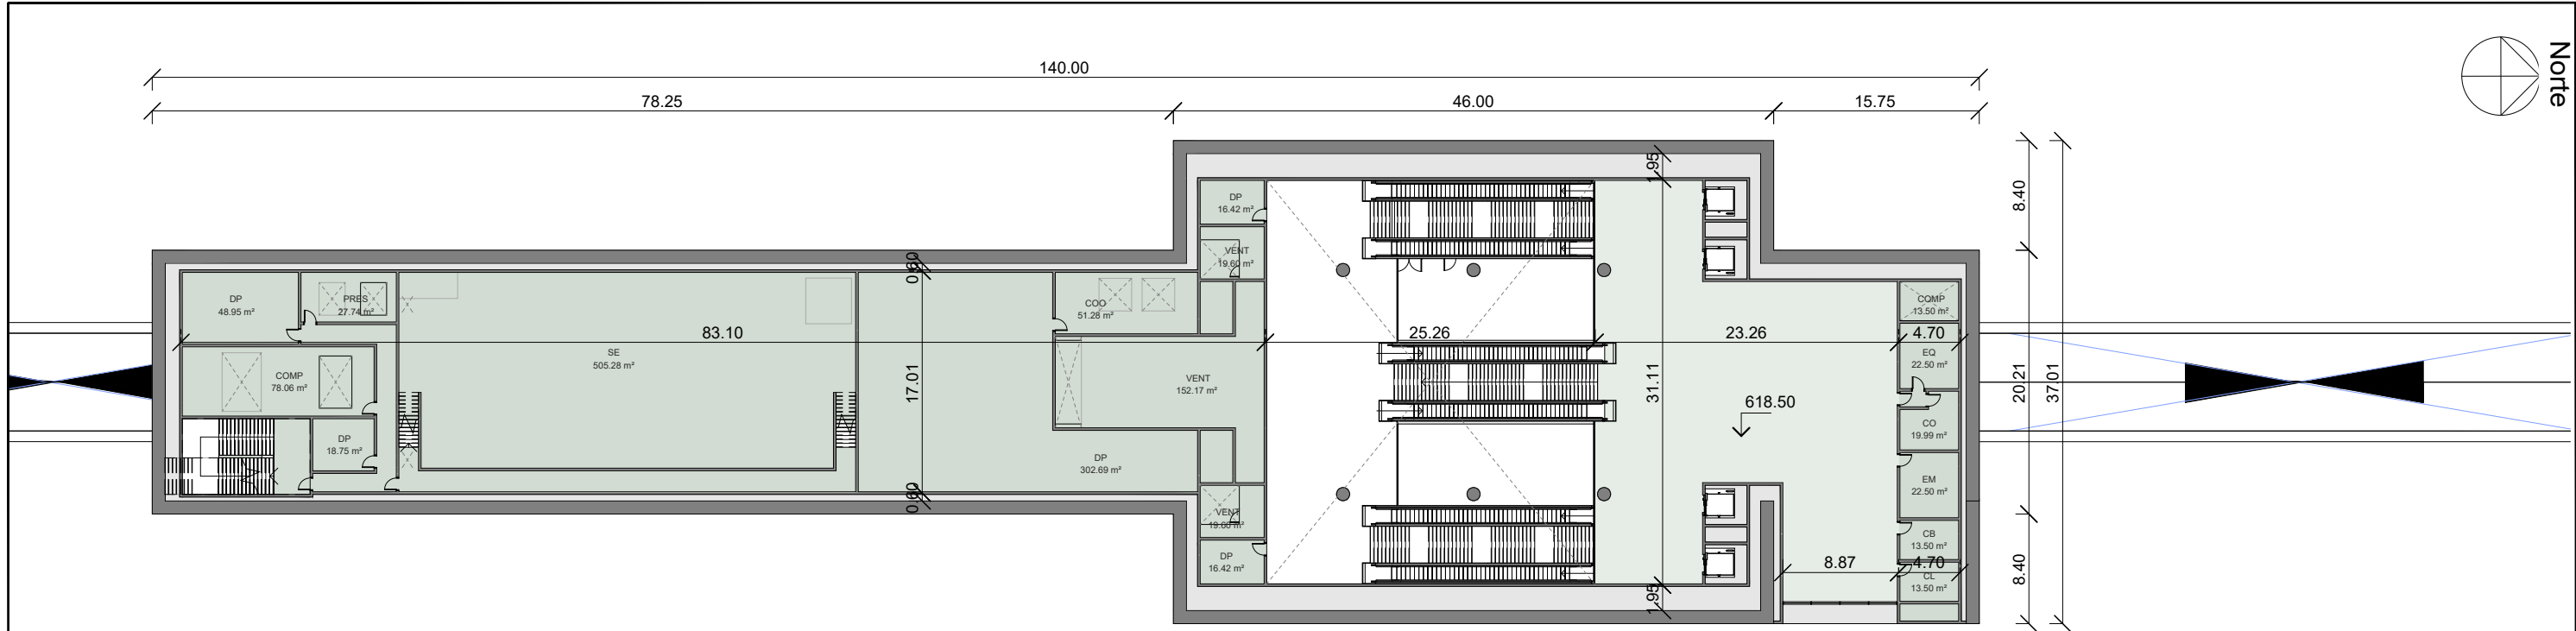 Norte
140.00
78.25
46.00
15.75
1.95
8.40
DP
16.42 m²
VENT
19.60 m²
0.60
DP
48.95 m²
PRES
27.74 m²
COO
51.28 m²
COMP
13.50 m²
83.10
25.26
23.26
4.70
SE
505.28 m²
EQ
22.50 m²
COMP
78.06 m²
VENT
152.17 m²
17.01
31.11
618.50
20.21
37.01
CO
19.99 m²
DP
18.75 m²
DP
302.69 m²
EM
22.50 m²
0.60
VENT
19.60 m²
CB
13.50 m²
DP
16.42 m²
8.87
4.70
8.40
CL
13.50 m²
1.95